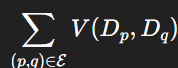 ∑ V(D_p, D_q)
(p,q)∈ℰ